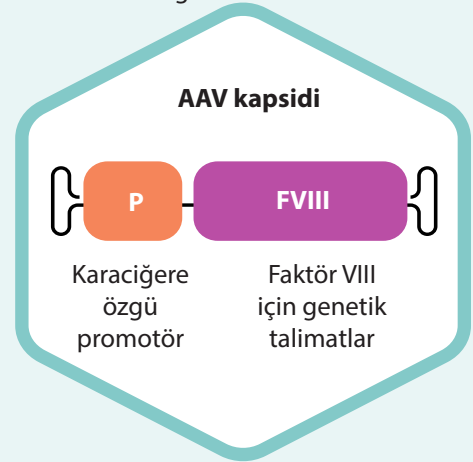 AAV kapsidi
P
FVIII
Karaciğere
özgü
promotör
Faktör VIII
için genetik
talimatlar